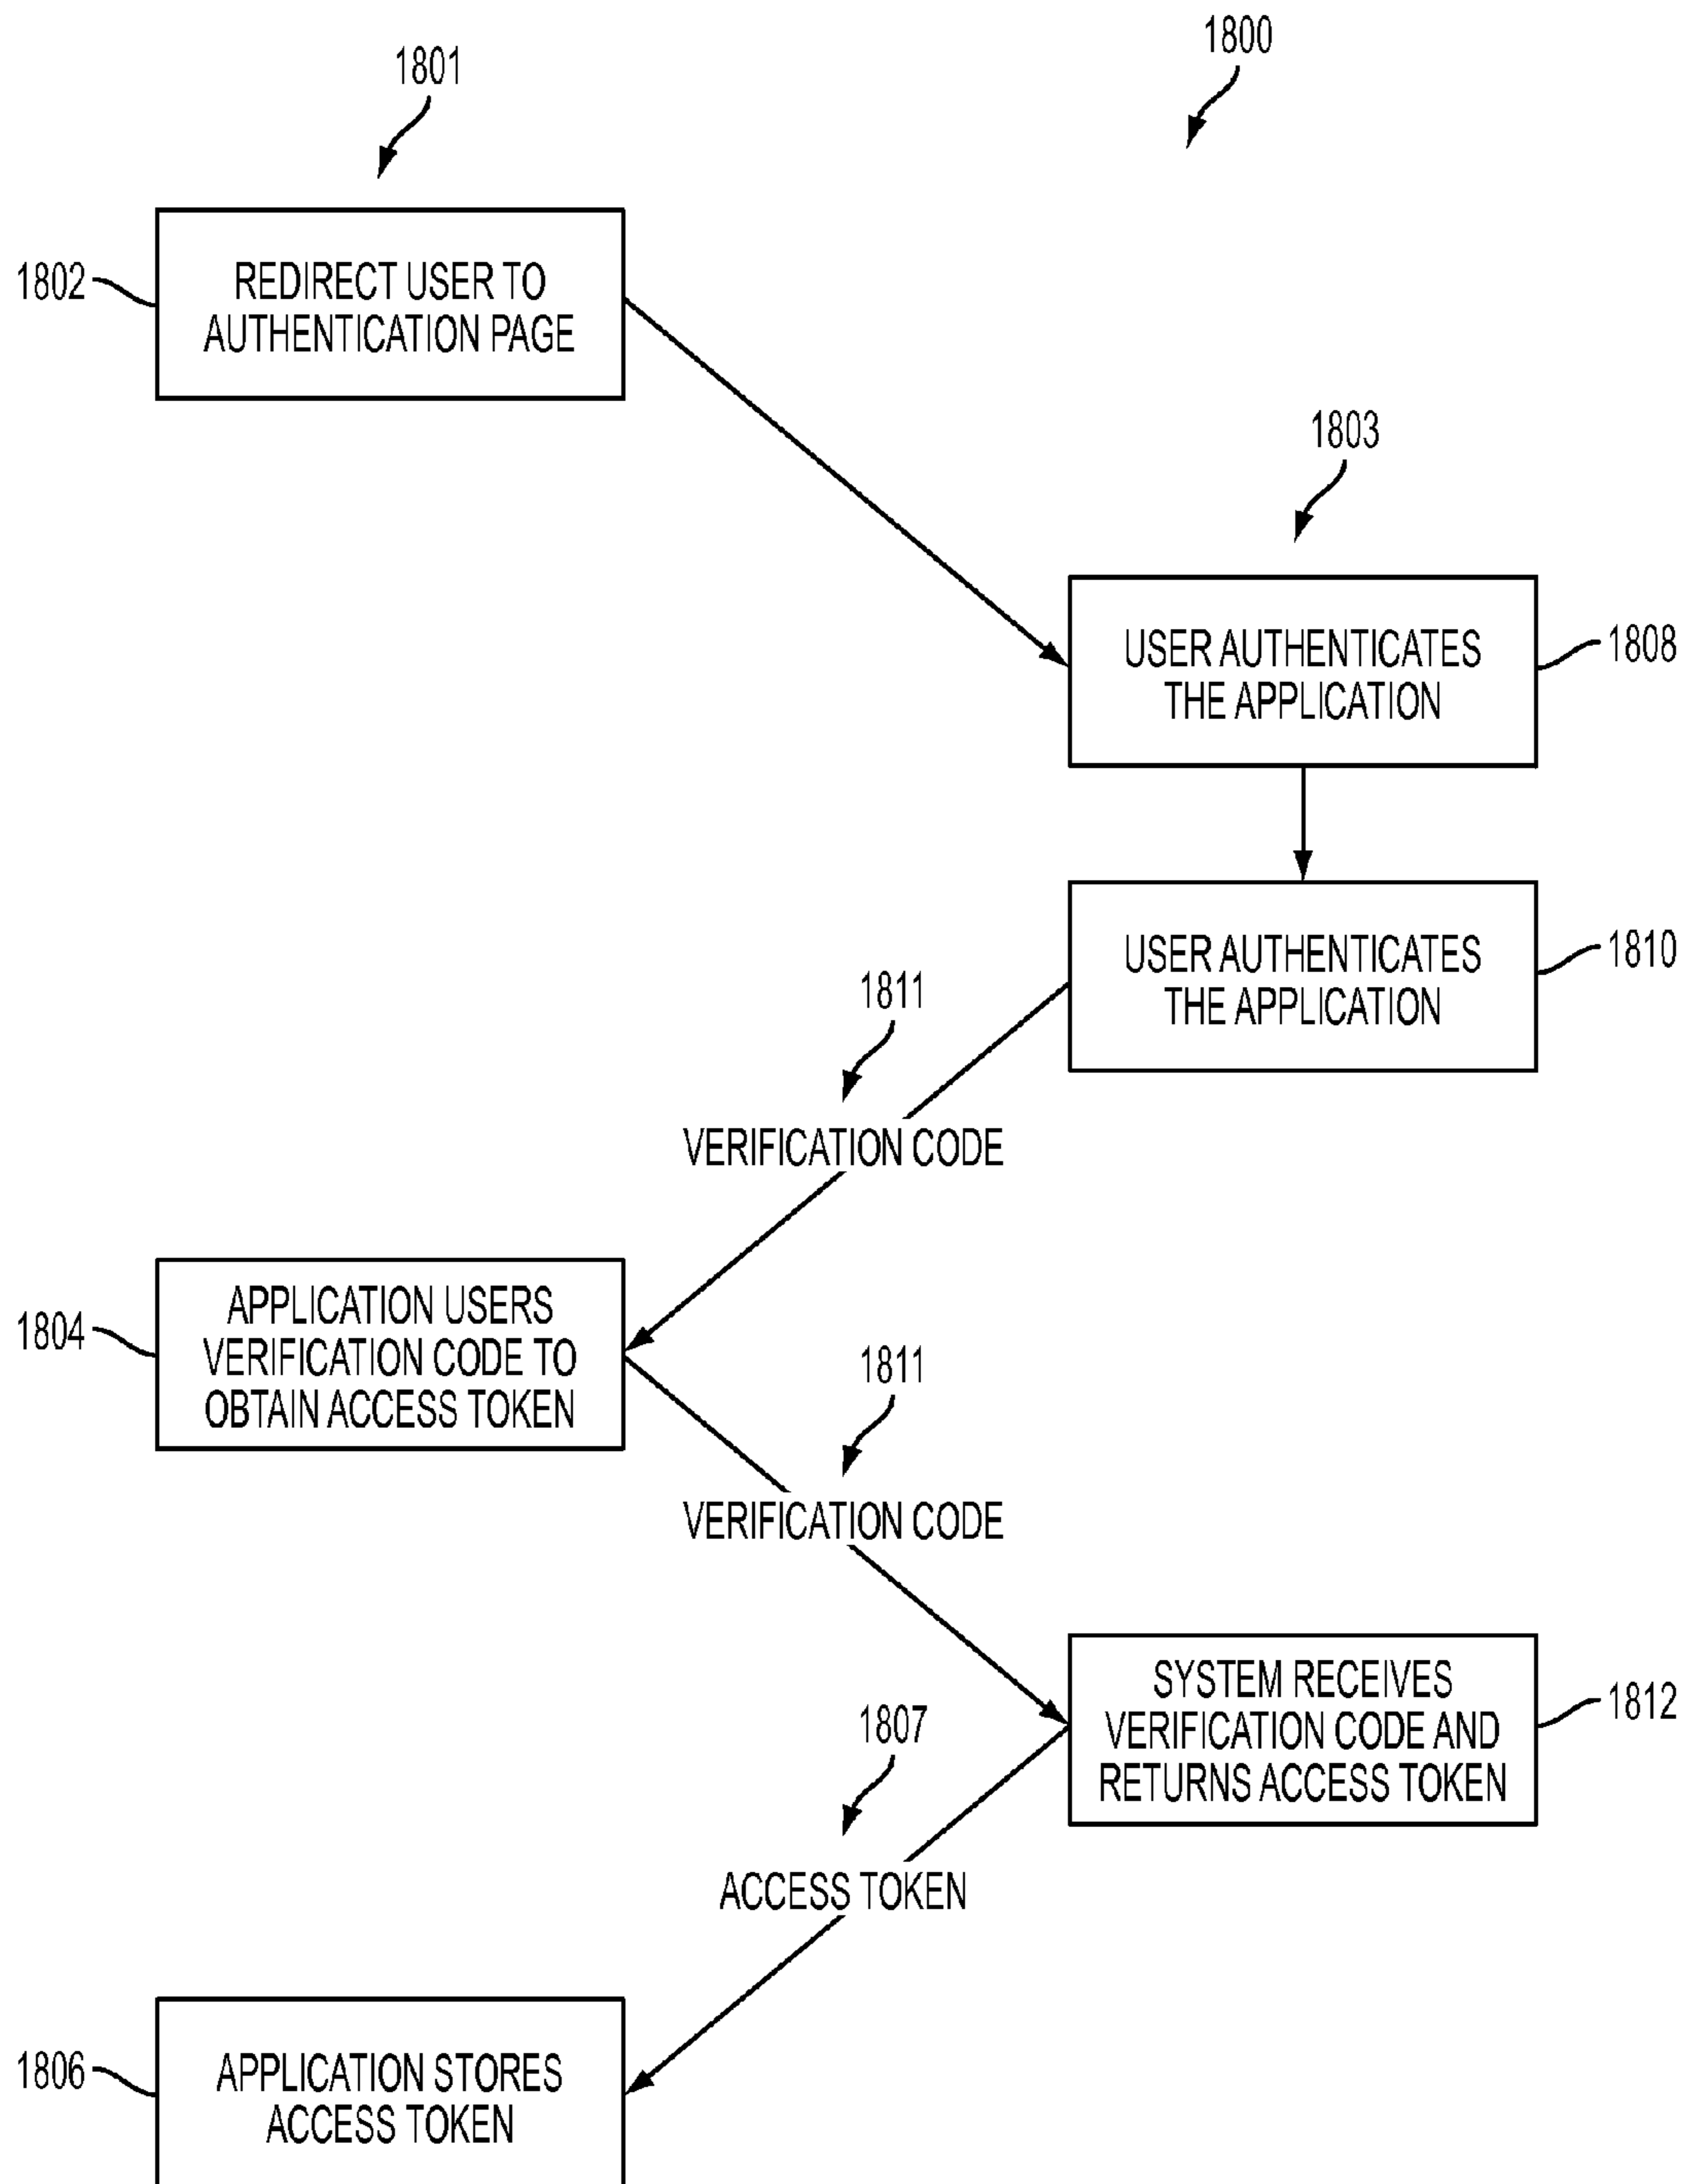 1800
1801
1802
REDIRECT USER TO
AUTHENTICATION PAGE
1803
USER AUTHENTICATES
THE APPLICATION
1808
USER AUTHENTICATES
THE APPLICATION
1810
1811
VERIFICATION CODE
1804
APPLICATION USERS
VERIFICATION CODE TO
OBTAIN ACCESS TOKEN
1811
VERIFICATION CODE
SYSTEM RECEIVES
VERIFICATION CODE AND
RETURNS ACCESS TOKEN
1812
1807
ACCESS TOKEN
1806
APPLICATION STORES
ACCESS TOKEN